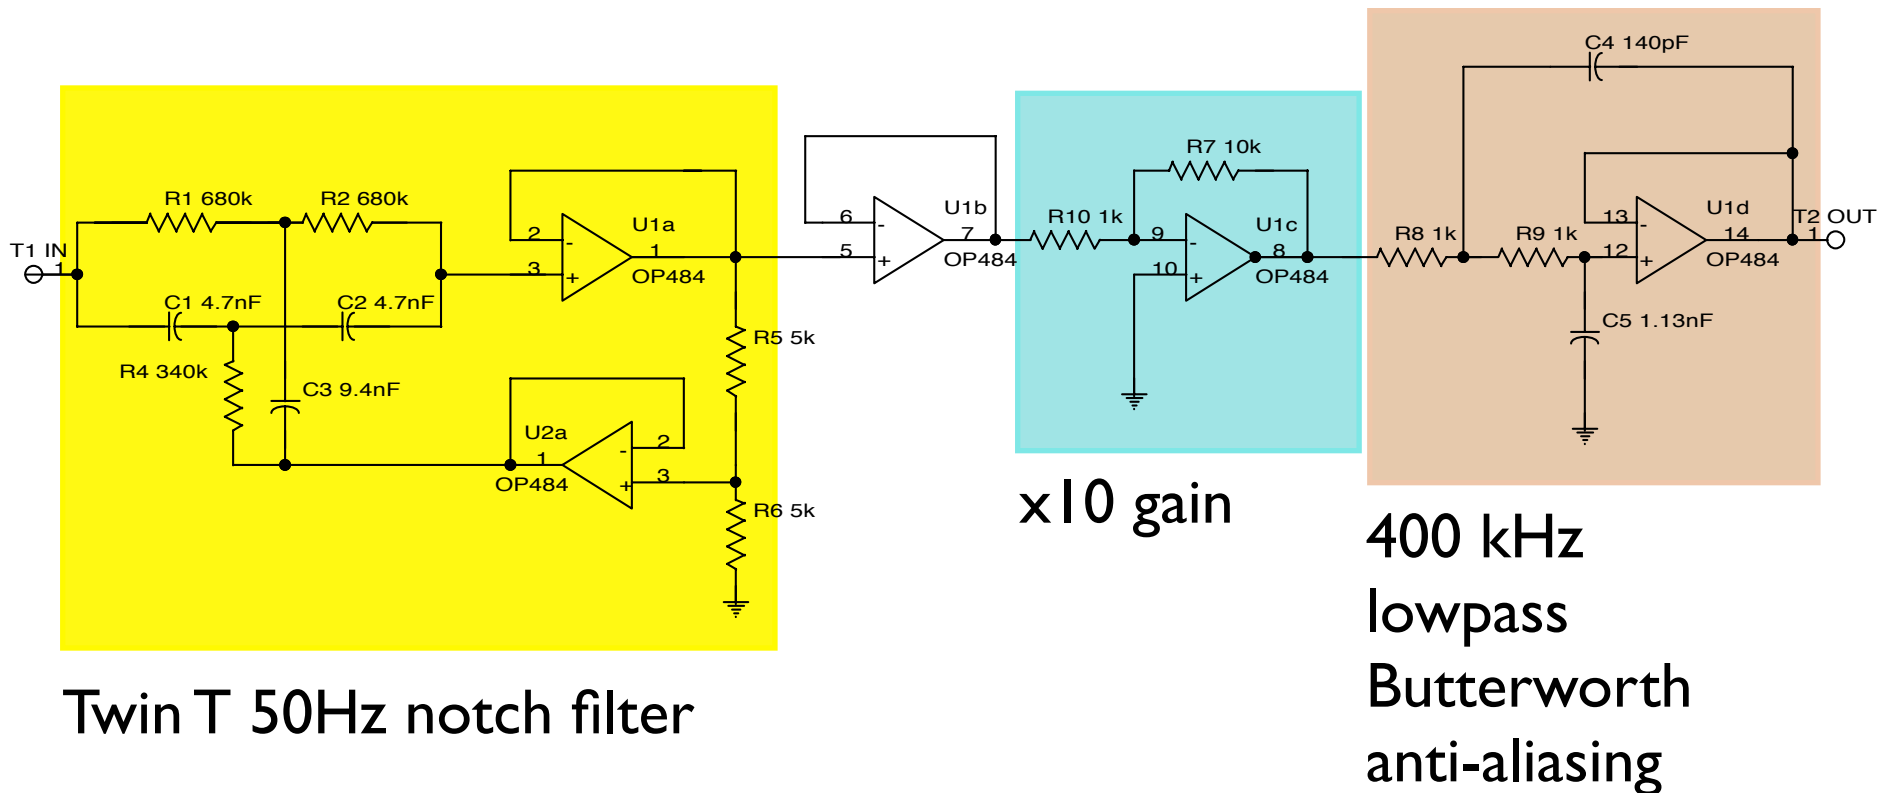 C4 140pF
R7 10k
R1 680k
R2 680k
U1a
2
-
1
3
+
OP484
T1 IN
1
C1 4.7nF
C2 4.7nF
R4 340k
C3 9.4nF
R5 5k
U2a
2
-
1
3
+
OP484
R6 5k
6
-
U1b
7
5
+
OP484
R10 1k
9
-
U1c
8
10
+
OP484
R8 1k
R9 1k
13
-
U1d
14
12
+
OP484
T2 OUT
1
C5 1.13nF
Twin T 50Hz notch filter
x10 gain
400 kHz
lowpass
Butterworth
anti-aliasing